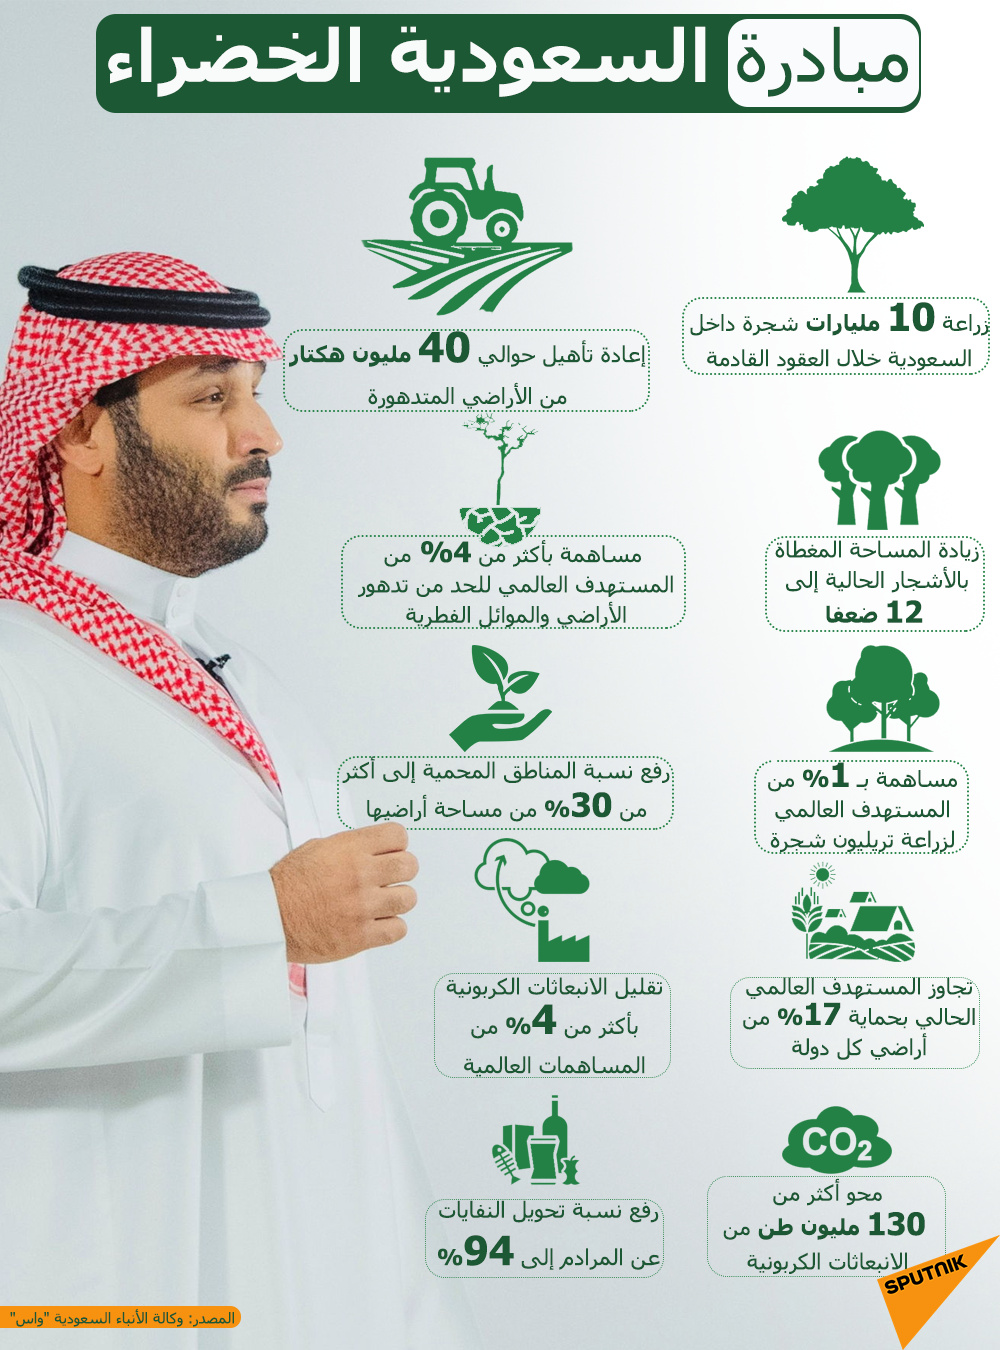 مبادرة السعودية الخضراء
زراعة 10 مليارات شجرة داخل
السعودية خلال العقود القادمة
إعادة تأهيل حوالي 40 مليون هكتار
من الأراضي المتدهورة
زيادة المساحة المغطاة
بالأشجار الحالية إلى
12 ضعفا
مساهمة بأكثر من 4% من
المستهدف العالمي للحد من تدهور
الأراضي والموائل الفطرية
مساهمة بـ 1% من
المستهدف العالمي
لزراعة تريليون شجرة
رفع نسبة المناطق المحمية إلى أكثر
من 30% من مساحة أراضيها
تجاوز المستهدف العالمي
الحالي بحماية 17% من
أراضي كل دولة
تقليل الانبعاثات الكربونية
بأكثر من 4% من
المساهمات العالمية
CO2
محو أكثر من
130 مليون طن من
الانبعاثات الكربونية
رفع نسبة تحويل النفايات
عن المرادم إلى 94%
SPUTNIK
المصدر: وكالة الأنباء السعودية "واس"